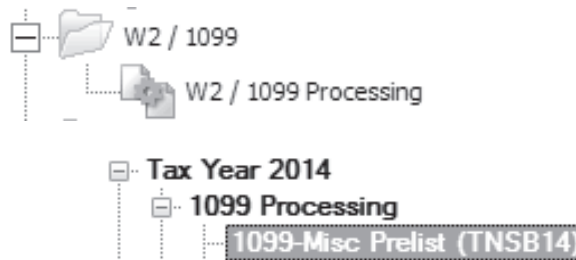 W2 / 1099
W2 / 1099 Processing
Tax Year 2014
1099 Processing
1099-Misc Prelist (TNSB14)